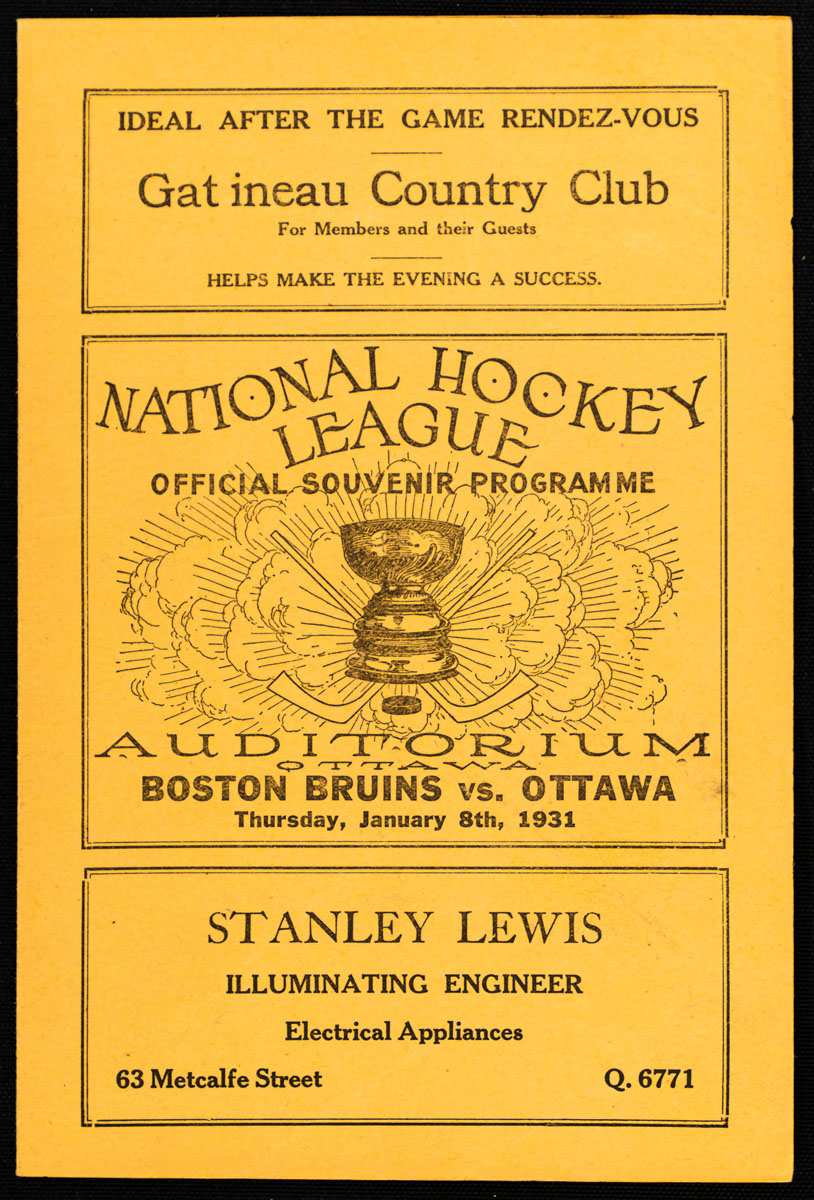 IDEAL AFTER THE GAME RENDEZ-VOUS
Gatineau Country Club
For Members and their Guests
HELPS MAKE THE EVENING A SUCCESS.
NATIONAL HOCKEY
LEAGUE
OFFICIAL SOUVENIR PROGRAMME
AUDITORIUM
OTTAWA
BOSTON BRUINS vs. OTTAWA
Thursday, January 8th, 1931
STANLEY LEWIS
ILLUMINATING ENGINEER
Electrical Appliances
63 Metcalfe Street Q. 6771